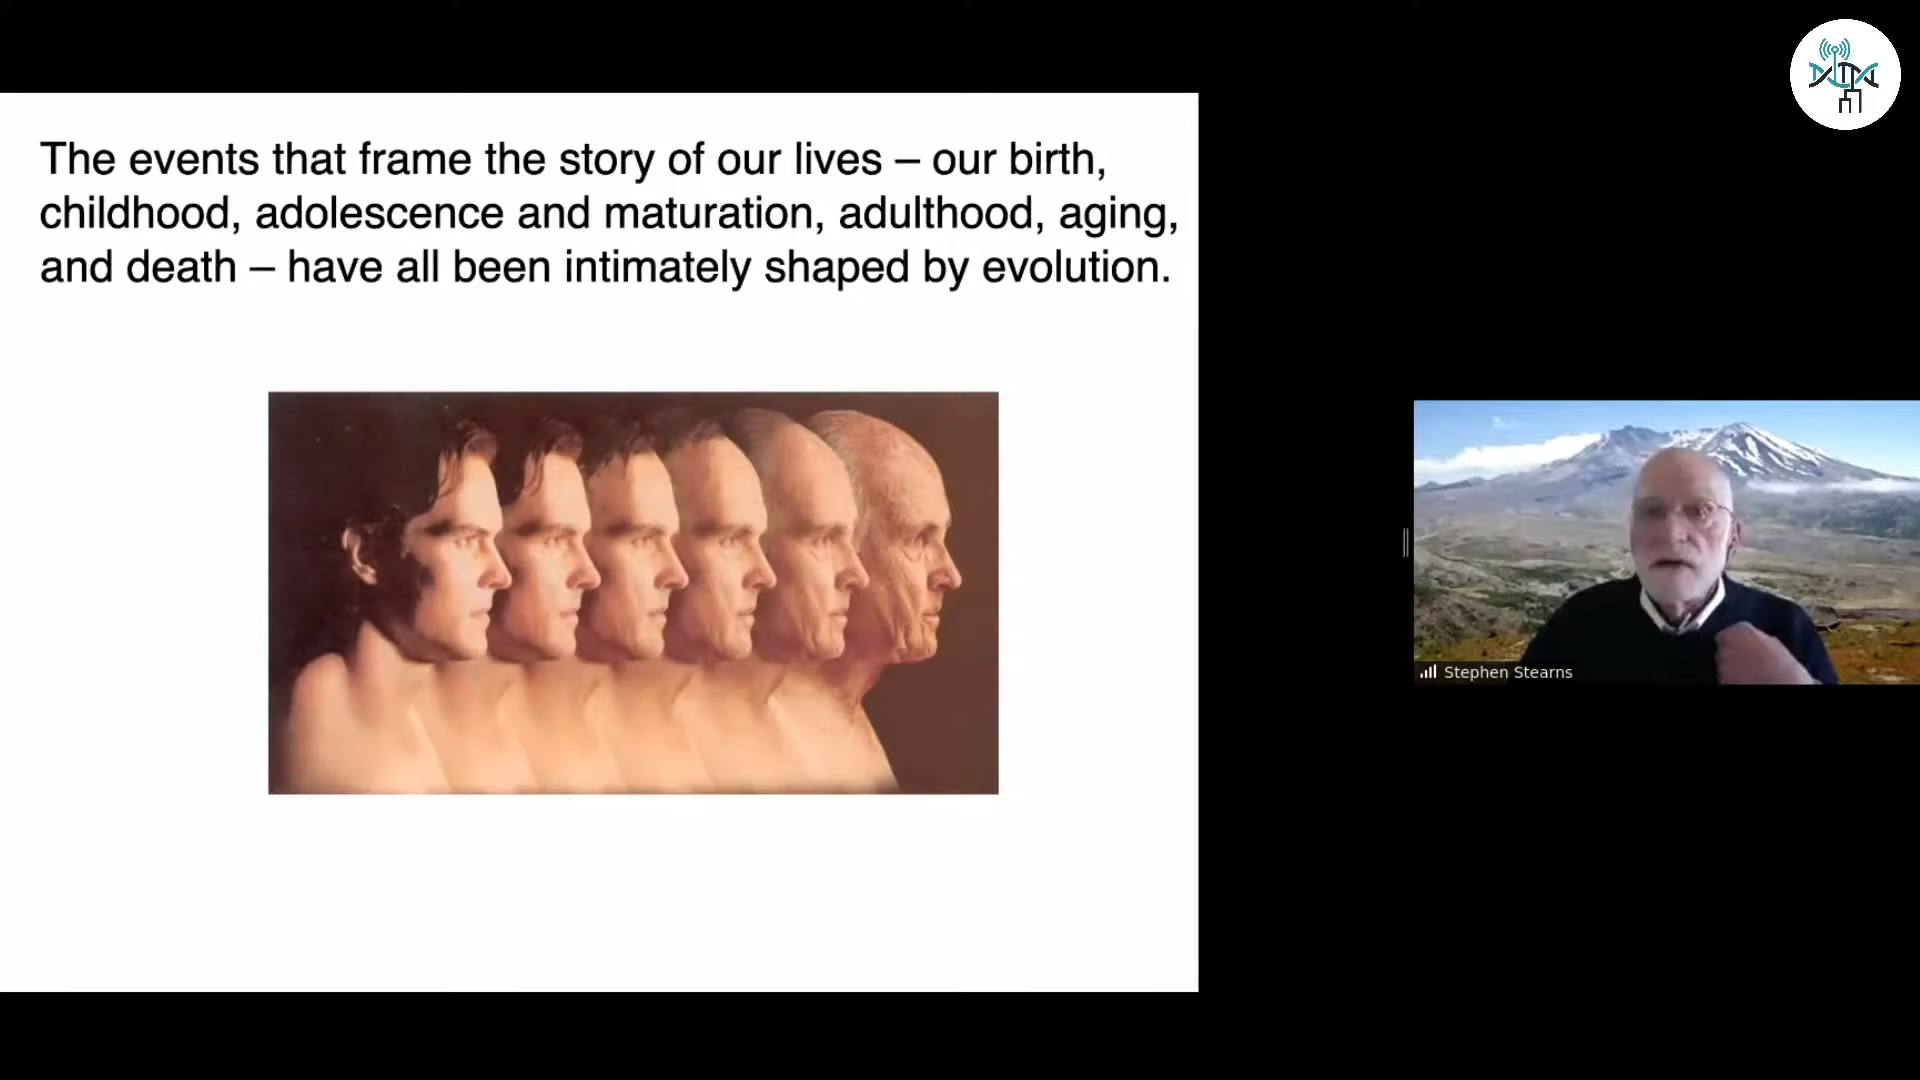 The events that frame the story of our lives – our birth,
childhood, adolescence and maturation, adulthood, aging,
and death – have all been intimately shaped by evolution.
Stephen Stearns